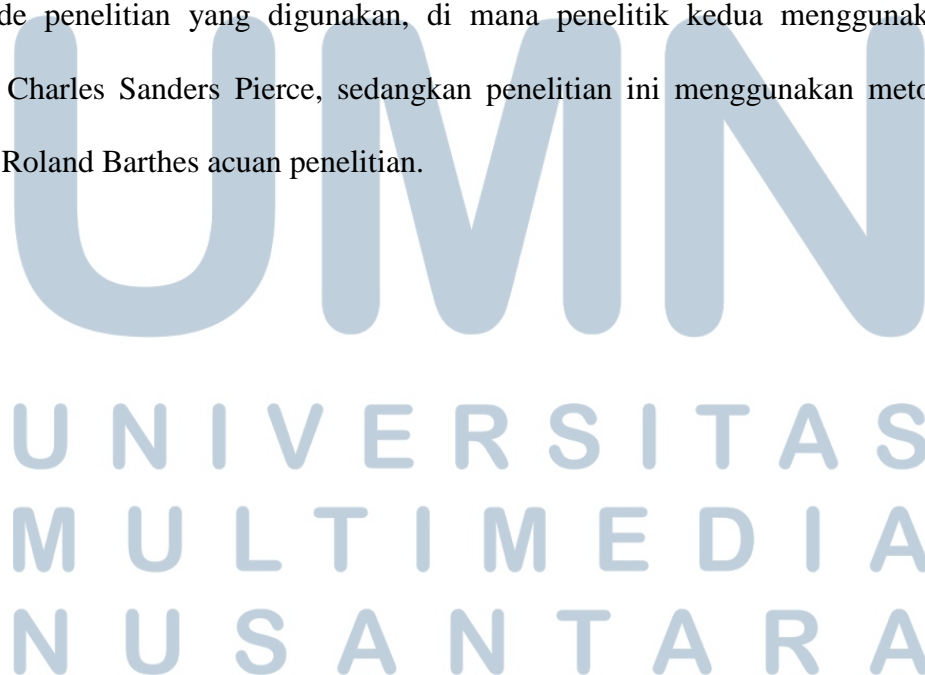 de penelitian yang digunakan, di mana penelitik kedua menggunak
Charles Sanders Pierce, sedangkan penelitian ini menggunakan meto
Roland Barthes acuan penelitian.
UMN
UNIVERSITAS
MULTIMEDIA
NUSANTARA